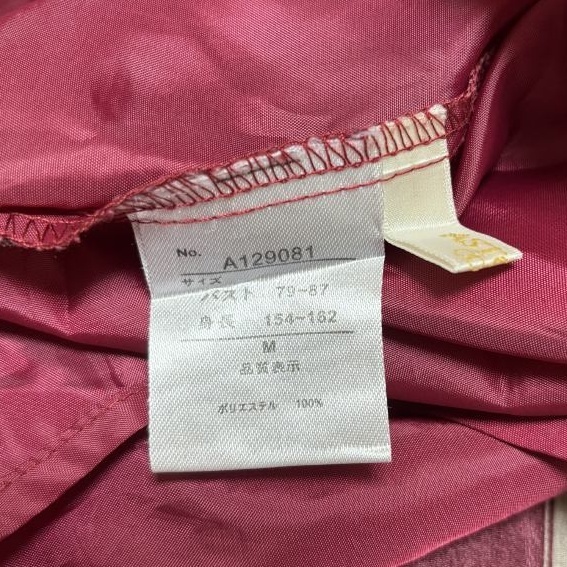 No. A129081
サイズ
バスト 79-87
身長 154-162
M
品質表示
ポリエステル 100%